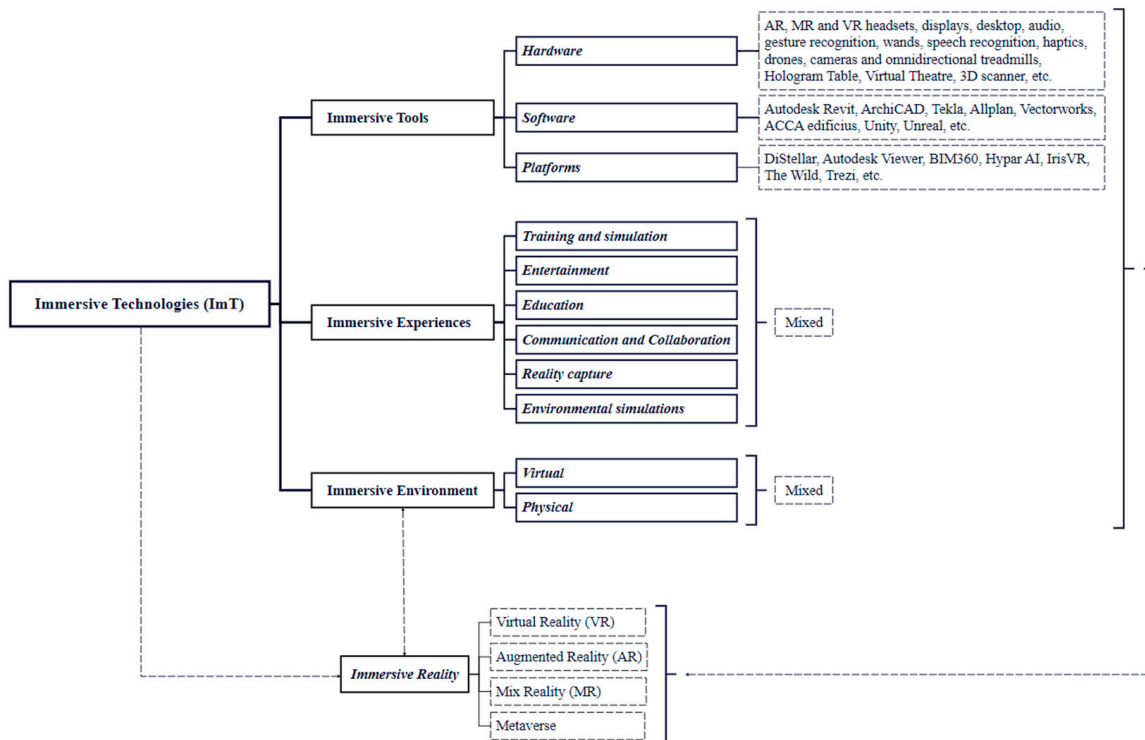 AR, MR and VR headsets, displays, desktop, audio,
gesture recognition, wands, speech recognition, haptics,
drones, cameras and omnidirectional treadmills,
Hologram Table, Virtual Theatre, 3D scanner, etc.
Hardware
Immersive Tools
Software
Autodesk Revit, ArchiCAD, Tekla, Allplan, Vectorworks,
ACCA edificius, Unity, Unreal, etc.
Platforms
DiStellar, Autodesk Viewer, BIM360, Hypar AI, IrisVR,
The Wild, Trezi, etc.
Training and simulation
Entertainment
Immersive Technologies (ImT)
Education
Immersive Experiences
Mixed
Communication and Collaboration
Reality capture
Environmental simulations
Virtual
Immersive Environment
Mixed
Physical
Virtual Reality (VR)
Augmented Reality (AR)
Immersive Reality
Mix Reality (MR)
Metaverse